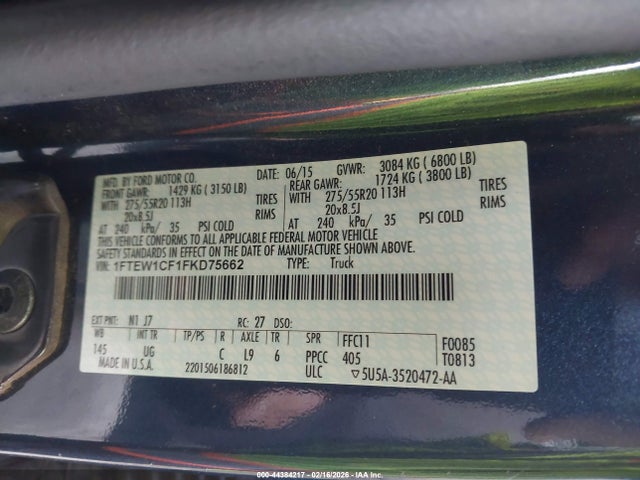 MFD. BY FORD MOTOR CO. DATE: 06/15 GVWR: 3084 KG ( 6800 LB)
FRONT GAWR: 1429 KG ( 3150 LB) REAR GAWR: 1724 KG ( 3800 LB)
WITH 275/55R20 113H TIRES WITH 275/55R20 113H TIRES
20x8.5J RIMS 20x8.5J RIMS
AT 240 kPa/ 35 PSI COLD AT 240 kPa/ 35 PSI COLD
THIS VEHICLE CONFORMS TO ALL APPLICABLE FEDERAL MOTOR VEHICLE
SAFETY STANDARDS IN EFFECT ON THE DATE OF MANUFACTURE SHOWN ABOVE.
VIN: 1FTEW1CF1FKD75662 TYPE: Truck
EXT PNT: N1 J7 RC: 27 DSO:
WB INT TR TP/PS R AXLE TR SPR FFC11 F0085
145 UG C L9 6 PPCC 405 T0813
MADE IN U.S.A. 2201506186812 ULC ▽5U5A-3520472-AA
000-44384217 - 02/16/2026 - IAA Inc.